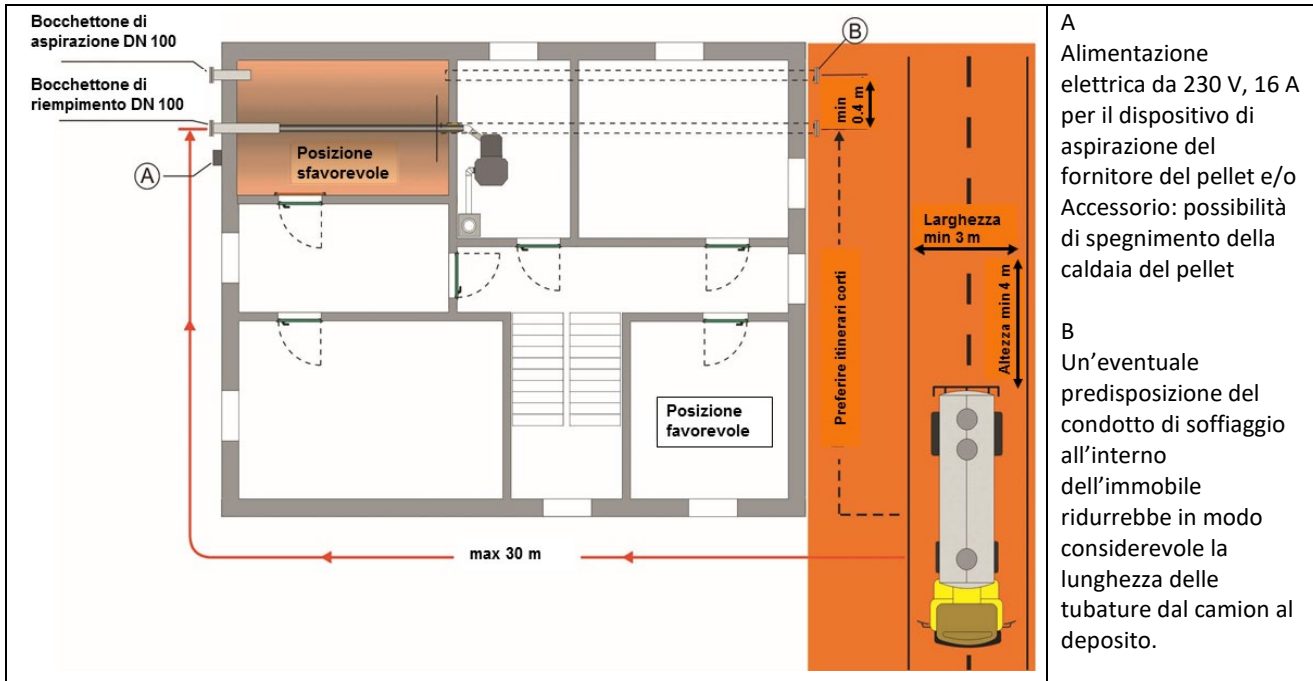 Bocchettone di
aspirazione DN 100
Bocchettone di
riempimento DN 100
A
B
min
0.4 m
Posizione
sfavorevole
Larghezza
min 3 m
Altezza min 4 m
Preferire itinerari corti
Posizione
favorevole
max 30 m
A
Alimentazione
elettrica da 230 V, 16 A
per il dispositivo di
aspirazione del
fornitore del pellet e/o
Accessorio: possibilità
di spegnimento della
caldaia del pellet
B
Un’eventuale
predisposizione del
condotto di soffiaggio
all’interno
dell’immobile
ridurrebbe in modo
considerevole la
lunghezza delle
tubature dal camion al
deposito.